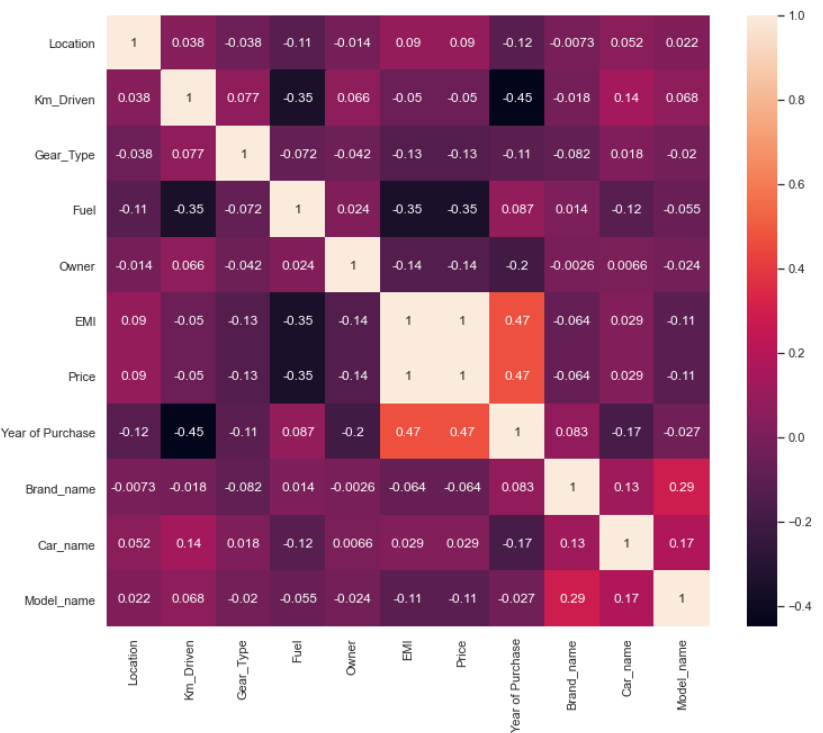 Location 1 0.038 -0.038 -0.11 -0.014 0.09 0.09 -0.12 -0.0073 0.052 0.022
Km_Driven 0.038 1 0.077 -0.35 0.066 -0.05 -0.05 -0.45 -0.018 0.14 0.068
Gear_Type -0.038 0.077 1 -0.072 -0.042 -0.13 -0.13 -0.11 -0.082 0.018 -0.02
Fuel -0.11 -0.35 -0.072 1 0.024 -0.35 -0.35 0.087 0.014 -0.12 -0.055
Owner -0.014 0.066 -0.042 0.024 1 -0.14 -0.14 -0.2 -0.0026 0.0066 -0.024
EMI 0.09 -0.05 -0.13 -0.35 -0.14 1 1 0.47 -0.064 0.029 -0.11
Price 0.09 -0.05 -0.13 -0.35 -0.14 1 1 0.47 -0.064 0.029 -0.11
Year of Purchase -0.12 -0.45 -0.11 0.087 -0.2 0.47 0.47 1 0.083 -0.17 -0.027
Brand_name -0.0073 -0.018 -0.082 0.014 -0.0026 -0.064 -0.064 0.083 1 0.13 0.29
Car_name 0.052 0.14 0.018 -0.12 0.0066 0.029 0.029 -0.17 0.13 1 0.17
Model_name 0.022 0.068 -0.02 -0.055 -0.024 -0.11 -0.11 -0.027 0.29 0.17 1
Location
Km_Driven
Gear_Type
Fuel
Owner
EMI
Price
Year of Purchase
Brand_name
Car_name
Model_name
1.0
0.8
0.6
0.4
0.2
0.0
−0.2
−0.4